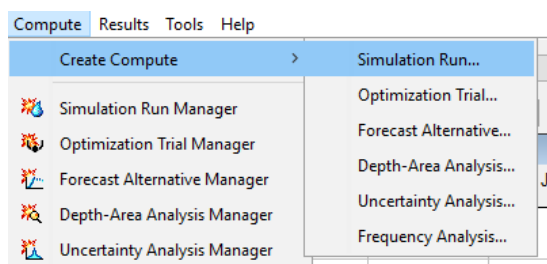 Compute Results Tools Help
Create Compute
Simulation Run...
Optimization Trial...
Forecast Alternative...
Depth-Area Analysis...
Uncertainty Analysis...
Frequency Analysis...
Simulation Run Manager
Optimization Trial Manager
Forecast Alternative Manager
Depth-Area Analysis Manager
Uncertainty Analysis Manager
J